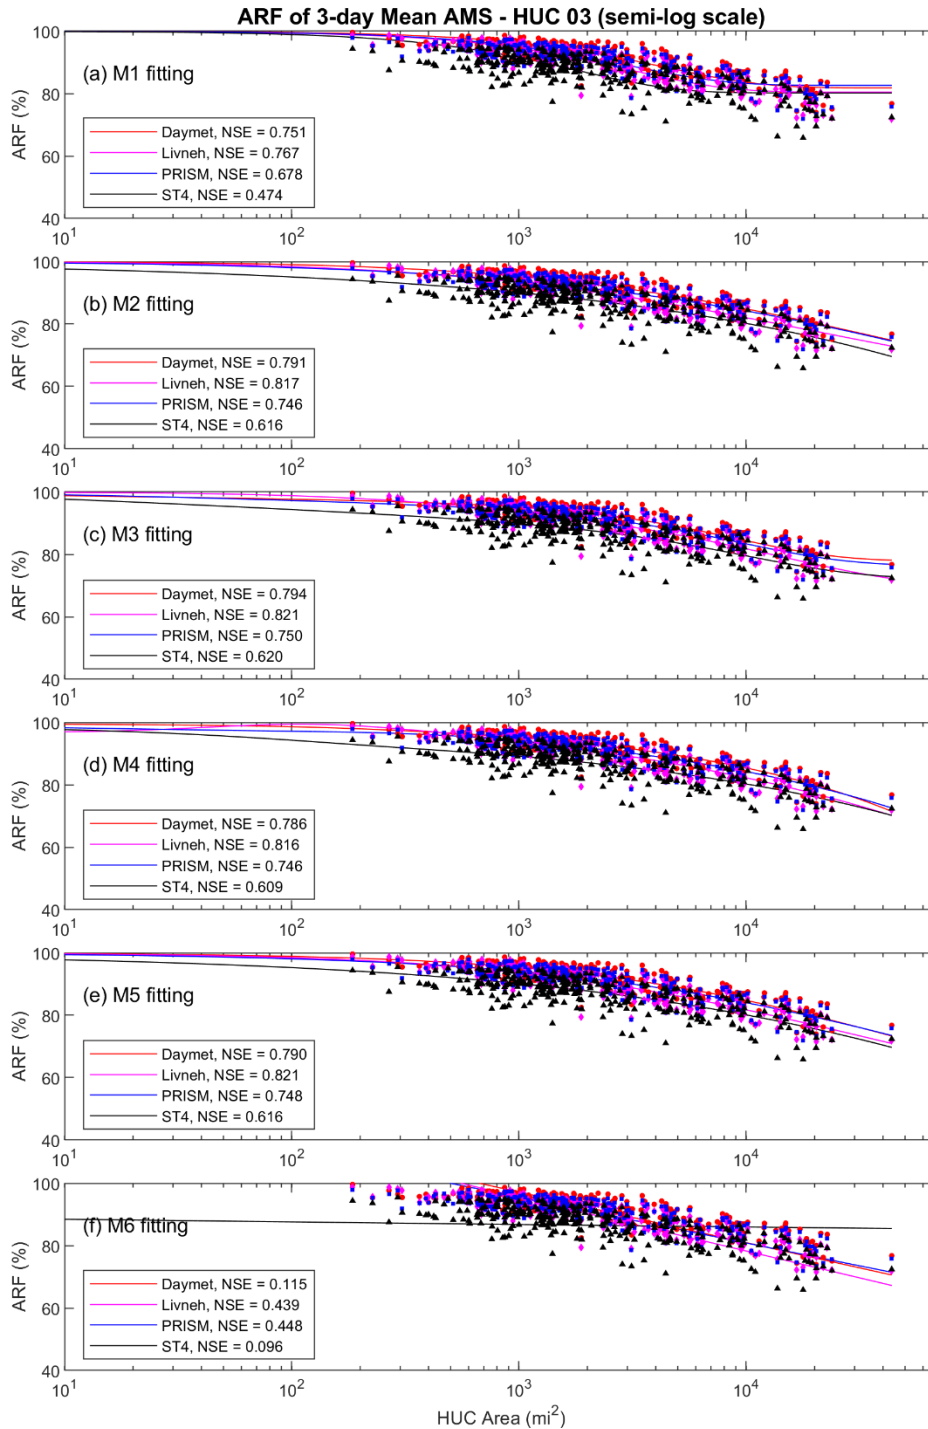 ARF of 3-day Mean AMS - HUC 03 (semi-log scale)
100
80
60
40
ARF (%)
(a) M1 fitting
Daymet, NSE = 0.751
Livneh, NSE = 0.767
PRISM, NSE = 0.678
ST4, NSE = 0.474
10^1 10^2 10^3 10^4
100
80
60
40
ARF (%)
(b) M2 fitting
Daymet, NSE = 0.791
Livneh, NSE = 0.817
PRISM, NSE = 0.746
ST4, NSE = 0.616
10^1 10^2 10^3 10^4
100
80
60
40
ARF (%)
(c) M3 fitting
Daymet, NSE = 0.794
Livneh, NSE = 0.821
PRISM, NSE = 0.750
ST4, NSE = 0.620
10^1 10^2 10^3 10^4
100
80
60
40
ARF (%)
(d) M4 fitting
Daymet, NSE = 0.786
Livneh, NSE = 0.816
PRISM, NSE = 0.746
ST4, NSE = 0.609
10^1 10^2 10^3 10^4
100
80
60
40
ARF (%)
(e) M5 fitting
Daymet, NSE = 0.790
Livneh, NSE = 0.821
PRISM, NSE = 0.748
ST4, NSE = 0.616
10^1 10^2 10^3 10^4
100
80
60
40
ARF (%)
(f) M6 fitting
Daymet, NSE = 0.115
Livneh, NSE = 0.439
PRISM, NSE = 0.448
ST4, NSE = 0.096
10^1 10^2 10^3 10^4
HUC Area (mi^2)